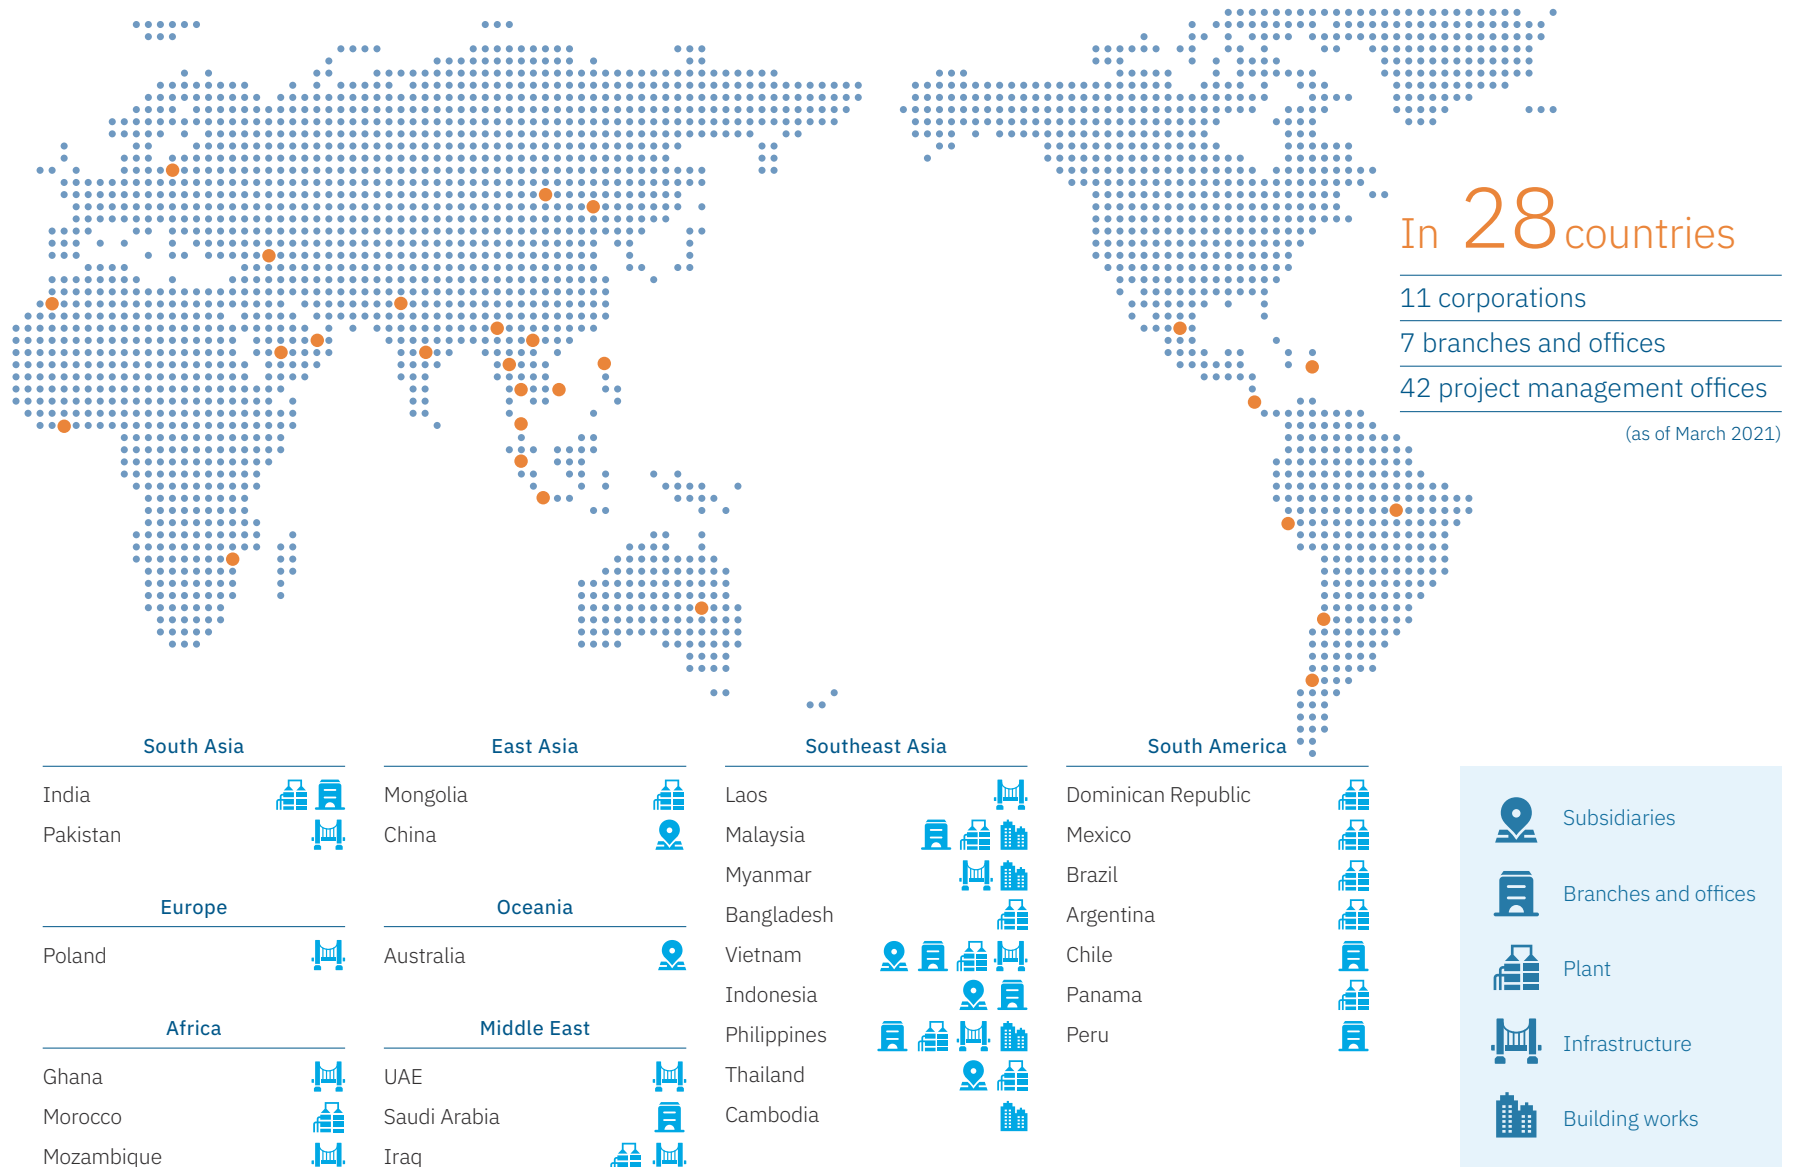 In 28 countries
11 corporations
7 branches and offices
42 project management offices
(as of March 2021)
South Asia
India
Pakistan
Europe
Poland
Africa
Ghana
Morocco
Mozambique
East Asia
Mongolia
China
Oceania
Australia
Middle East
UAE
Saudi Arabia
Iraq
Southeast Asia
Laos
Malaysia
Myanmar
Bangladesh
Vietnam
Indonesia
Philippines
Thailand
Cambodia
South America
Dominican Republic
Mexico
Brazil
Argentina
Chile
Panama
Peru
Subsidiaries
Branches and offices
Plant
Infrastructure
Building works